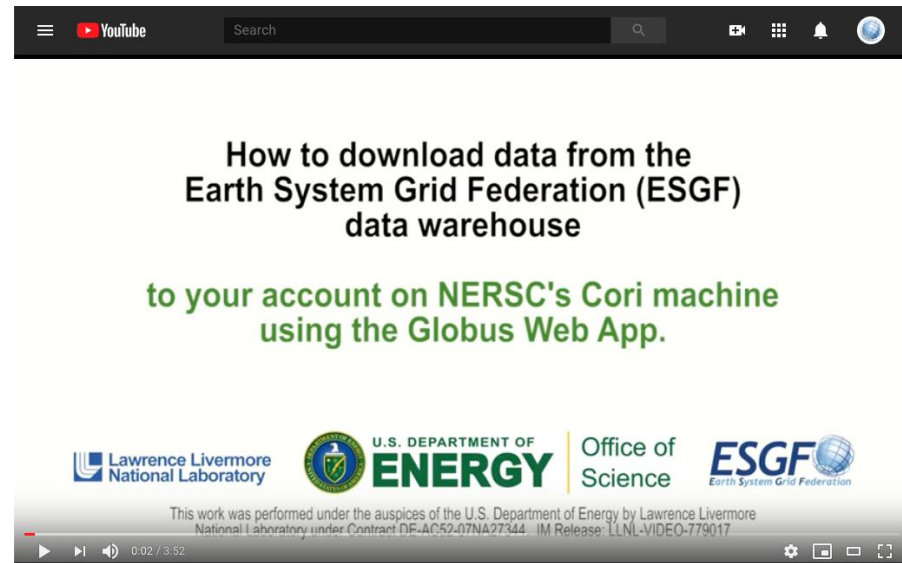 YouTube
Search
How to download data from the
Earth System Grid Federation (ESGF)
data warehouse
to your account on NERSC's Cori machine
using the Globus Web App.
Lawrence Livermore
National Laboratory
U.S. DEPARTMENT OF
ENERGY
Office of
Science
ESGF
Earth System Grid Federation
This work was performed under the auspices of the U.S. Department of Energy by Lawrence Livermore
National Laboratory under Contract DE-AC52-07NA27344. IM Release: LLNL-VIDEO-779017
0:02 / 3:52